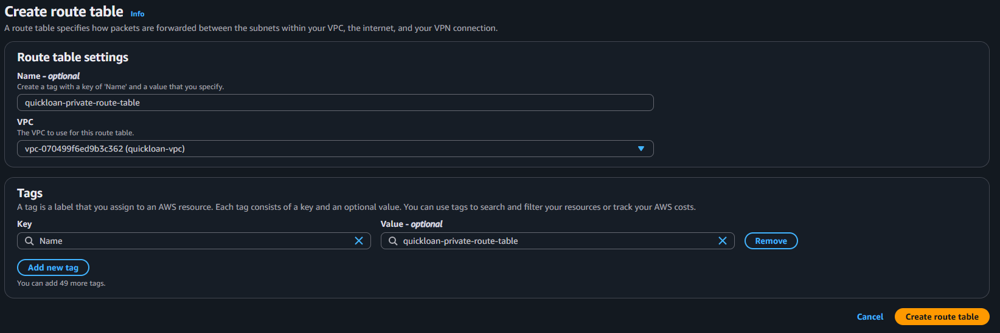 Create route table Info
A route table specifies how packets are forwarded between the subnets within your VPC, the internet, and your VPN connection.
Route table settings
Name - optional
Create a tag with a key of 'Name' and a value that you specify.
quickloan-private-route-table
VPC
The VPC to use for this route table.
vpc-070499f6ed9b3c362 (quickloan-vpc)
Tags
A tag is a label that you assign to an AWS resource. Each tag consists of a key and an optional value. You can use tags to search and filter your resources or track your AWS costs.
Key Value - optional
Name quickloan-private-route-table Remove
Add new tag
You can add 49 more tags.
Cancel Create route table